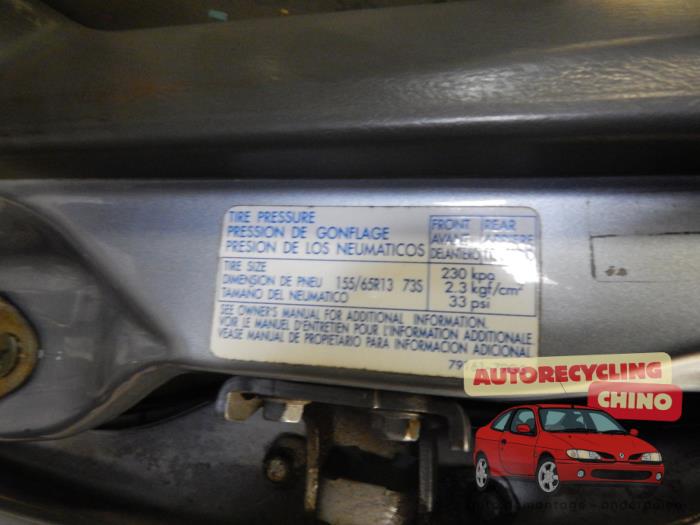 TIRE PRESSURE
PRESSION DE GONFLAGE
PRESION DE LOS NEUMATICOS
FRONT REAR
AVANT ARRIERE
DELANTERO
TIRE SIZE
DIMENSION DE PNEU 155/65R13 73S
TAMAÑO DEL NEUMATICO
230 kpa
2.3 kgf/cm²
33 psi
SEE OWNER'S MANUAL FOR ADDITIONAL INFORMATION.
VOIR LE MANUEL D'ENTRETIEN POUR L'INFORMATION ADDITIONALE.
VEASE MANUAL DE PROPIETARIO PARA INFORMACION ADICIONAL
AUTORECYCLING
CHINO